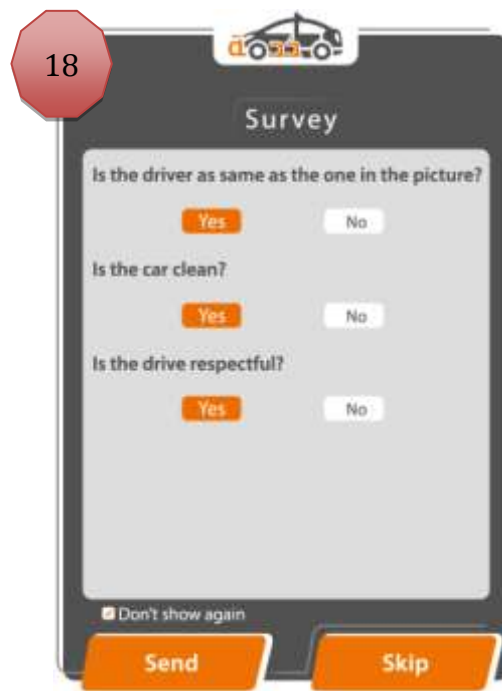 18
Survey
Is the driver as same as the one in the picture?
Yes No
Is the car clean?
Yes No
Is the drive respectful?
Yes No
Don't show again
Send Skip